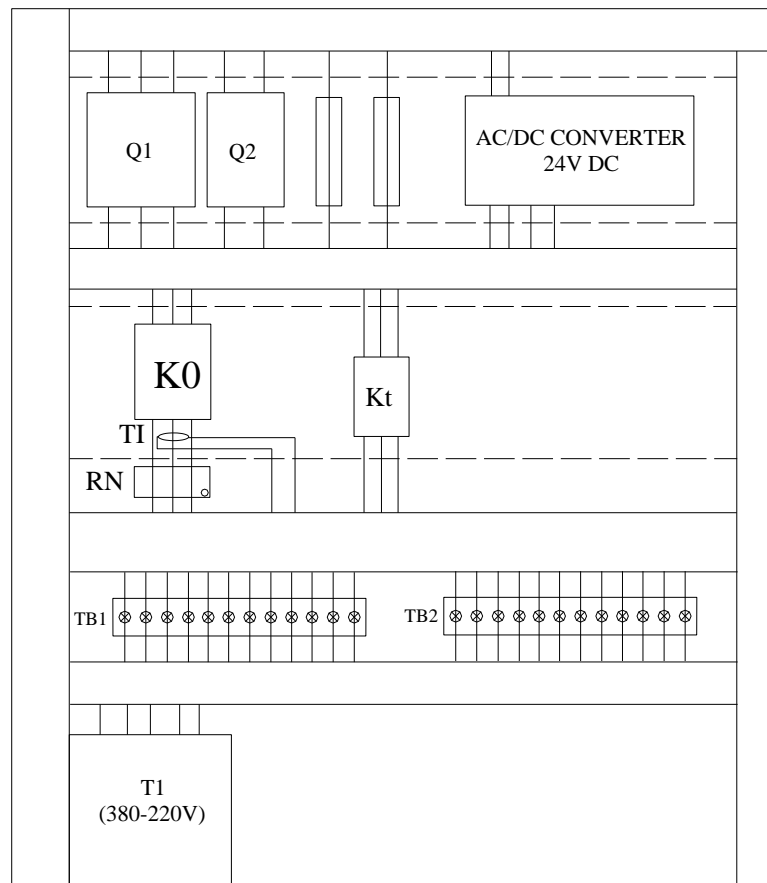 Q1
Q2
AC/DC CONVERTER
24V DC
K0
Kt
TI
RN
TB1
TB2
T1
(380-220V)